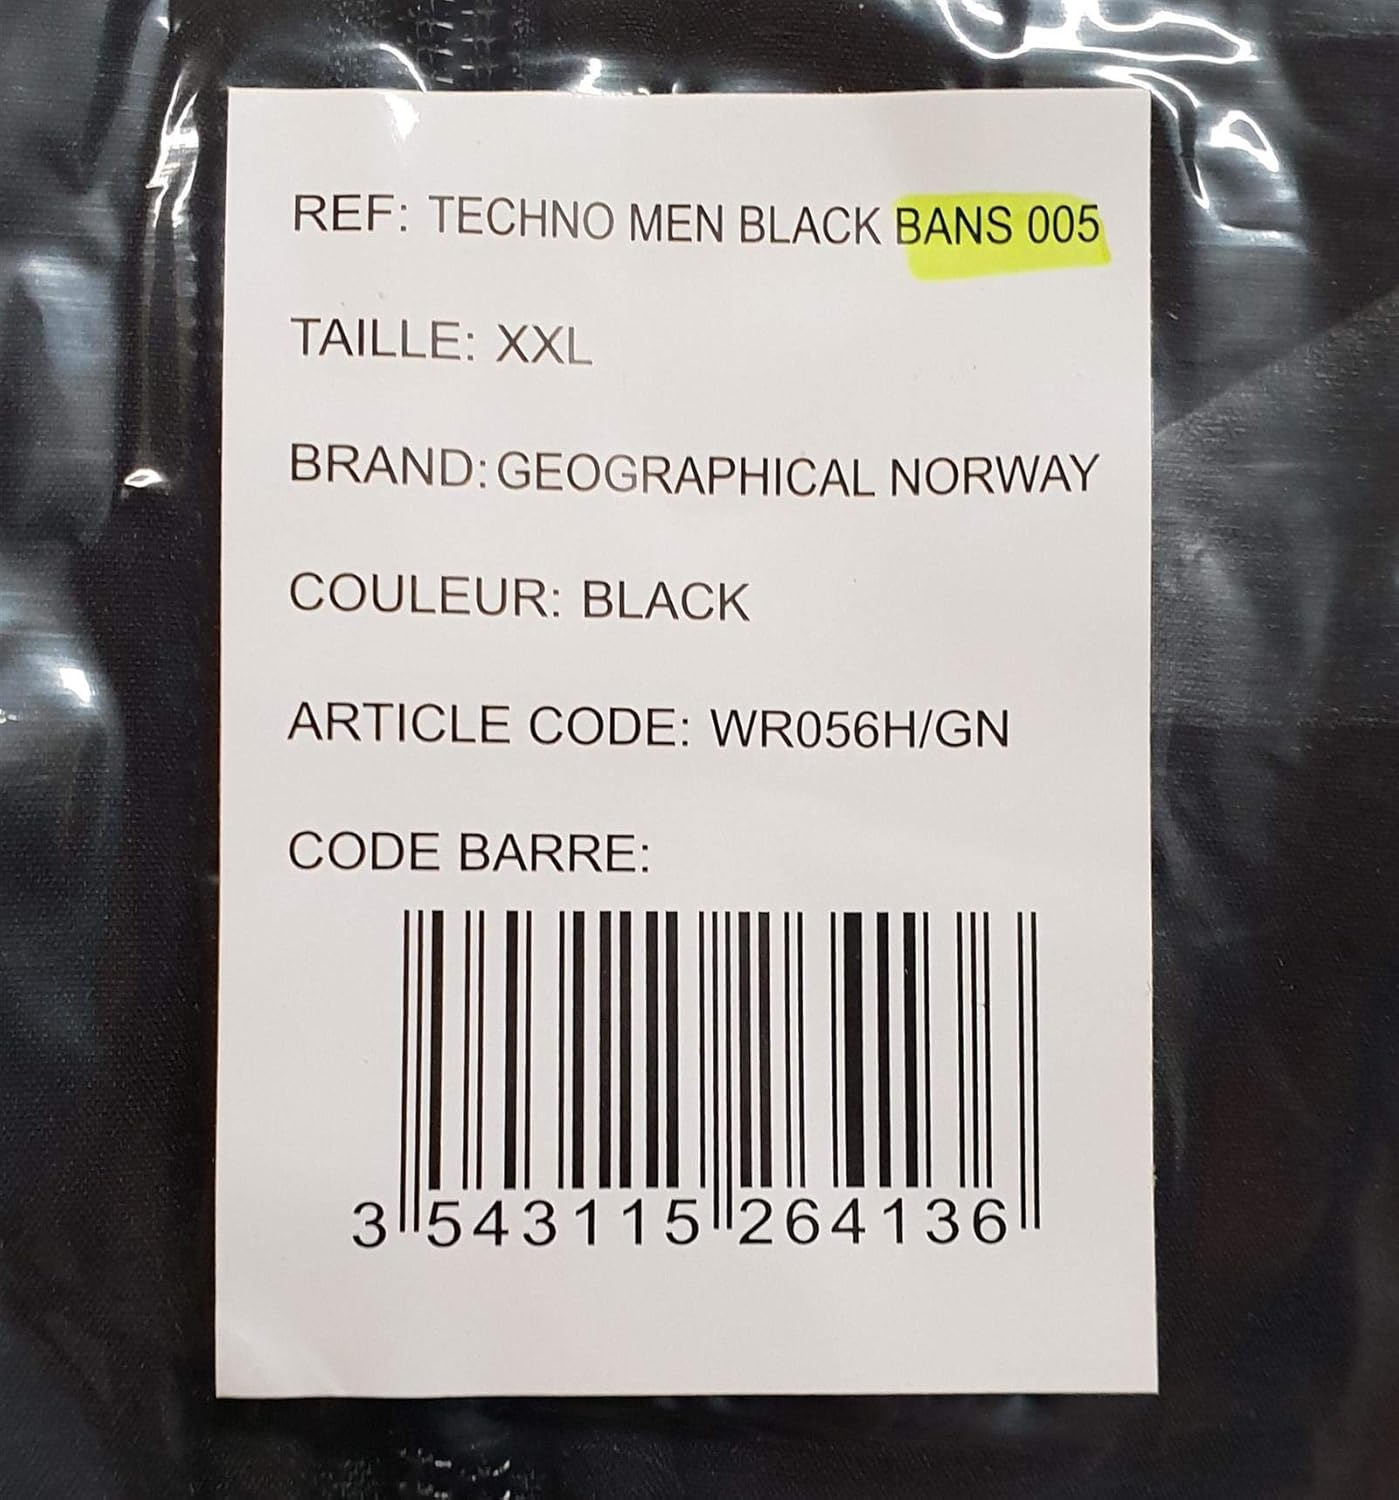 REF: TECHNO MEN BLACK BANS 005
TAILLE: XXL
BRAND: GEOGRAPHICAL NORWAY
COULEUR: BLACK
ARTICLE CODE: WR056H/GN
CODE BARRE:
3 543115 264136